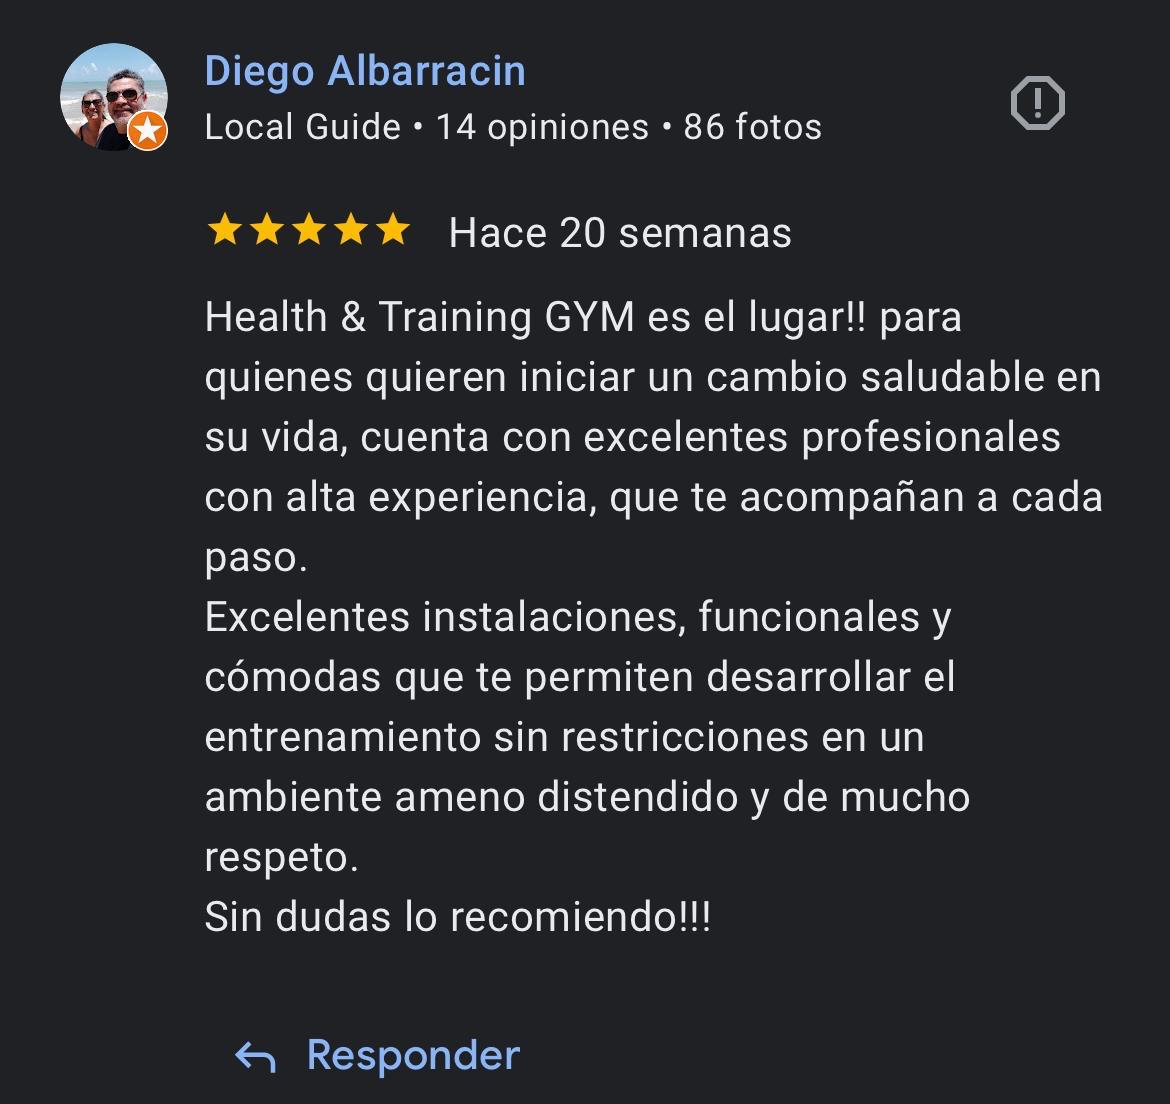 Diego Albarracin
Local Guide • 14 opiniones • 86 fotos
Hace 20 semanas
Health & Training GYM es el lugar!! para
quienes quieren iniciar un cambio saludable en
su vida, cuenta con excelentes profesionales
con alta experiencia, que te acompañan a cada
paso.
Excelentes instalaciones, funcionales y
cómodas que te permiten desarrollar el
entrenamiento sin restricciones en un
ambiente ameno distendido y de mucho
respeto.
Sin dudas lo recomiendo!!!
Responder